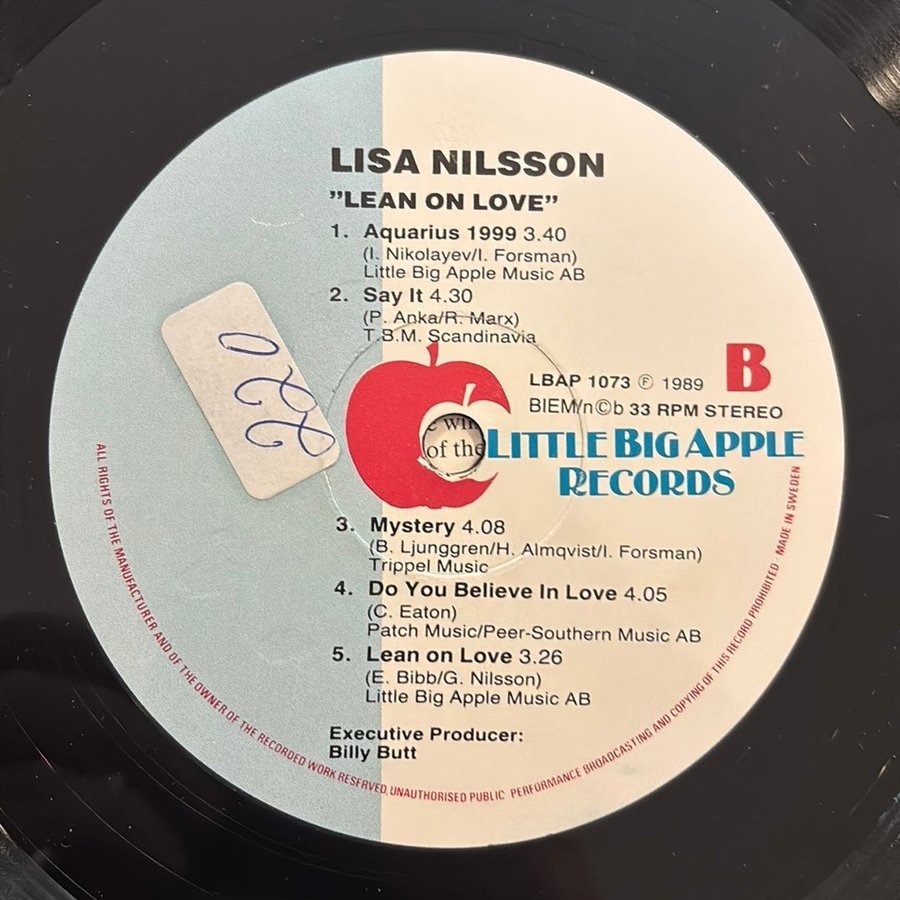 LISA NILSSON
”LEAN ON LOVE”
1. Aquarius 1999 3.40
(I. Nikolayev/I. Forsman)
Little Big Apple Music AB
2. Say It 4.30
(P. Anka/R. Marx)
T.B.M. Scandinavia
220
B
LBAP 1073 Ⓟ 1989
BIEM/n©b 33 RPM STEREO
of the
LITTLE BIG APPLE
RECORDS
3. Mystery 4.08
(B. Ljunggren/H. Almqvist/I. Forsman)
Trippel Music
4. Do You Believe In Love 4.05
(C. Eaton)
Patch Music/Peer-Southern Music AB
5. Lean on Love 3.26
(E. Bibb/G. Nilsson)
Little Big Apple Music AB
Executive Producer:
Billy Butt
ALL RIGHTS OF THE MANUFACTURER AND OF THE OWNER OF THE RECORDED WORK RESERVED. UNAUTHORISED PUBLIC PERFORMANCE BROADCASTING AND COPYING OF THIS RECORD PROHIBITED MADE IN SWEDEN